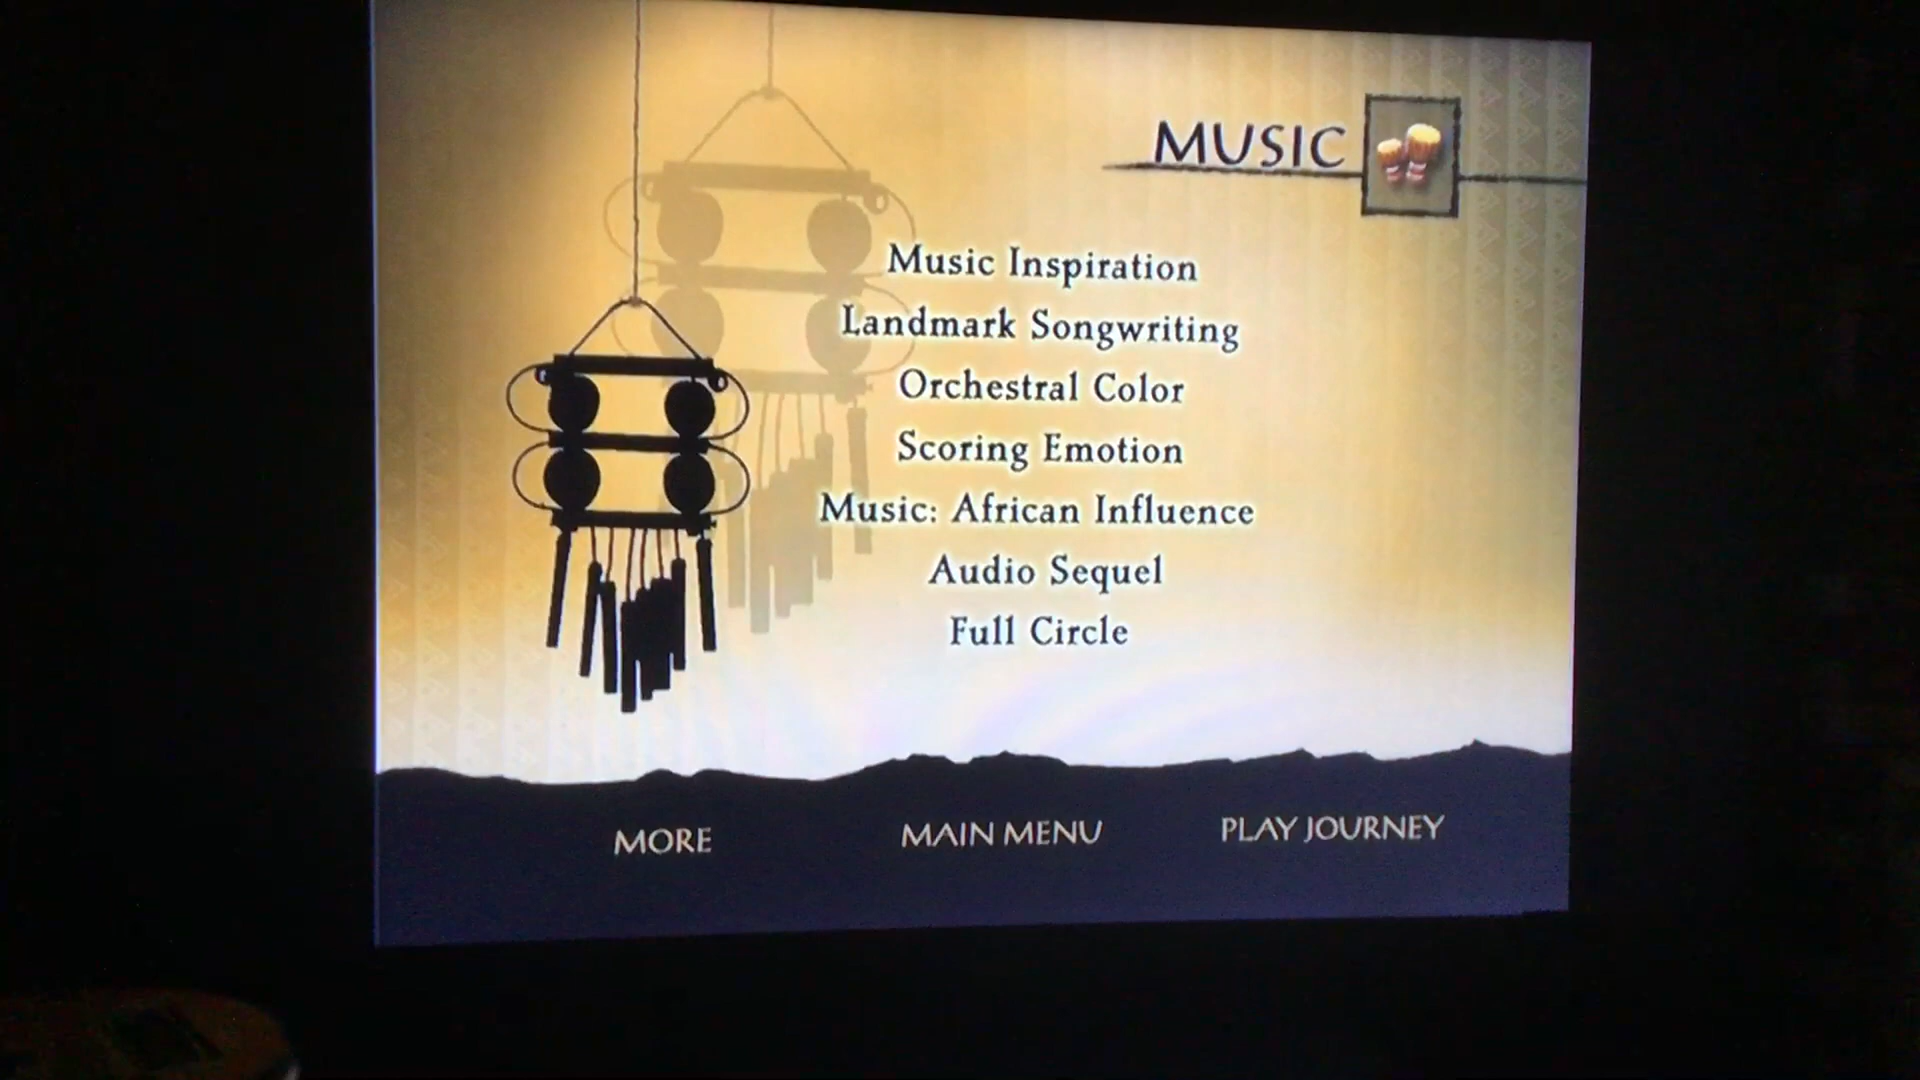 MUSIC
Music Inspiration
Landmark Songwriting
Orchestral Color
Scoring Emotion
Music: African Influence
Audio Sequel
Full Circle
MORE
MAIN MENU
PLAY JOURNEY